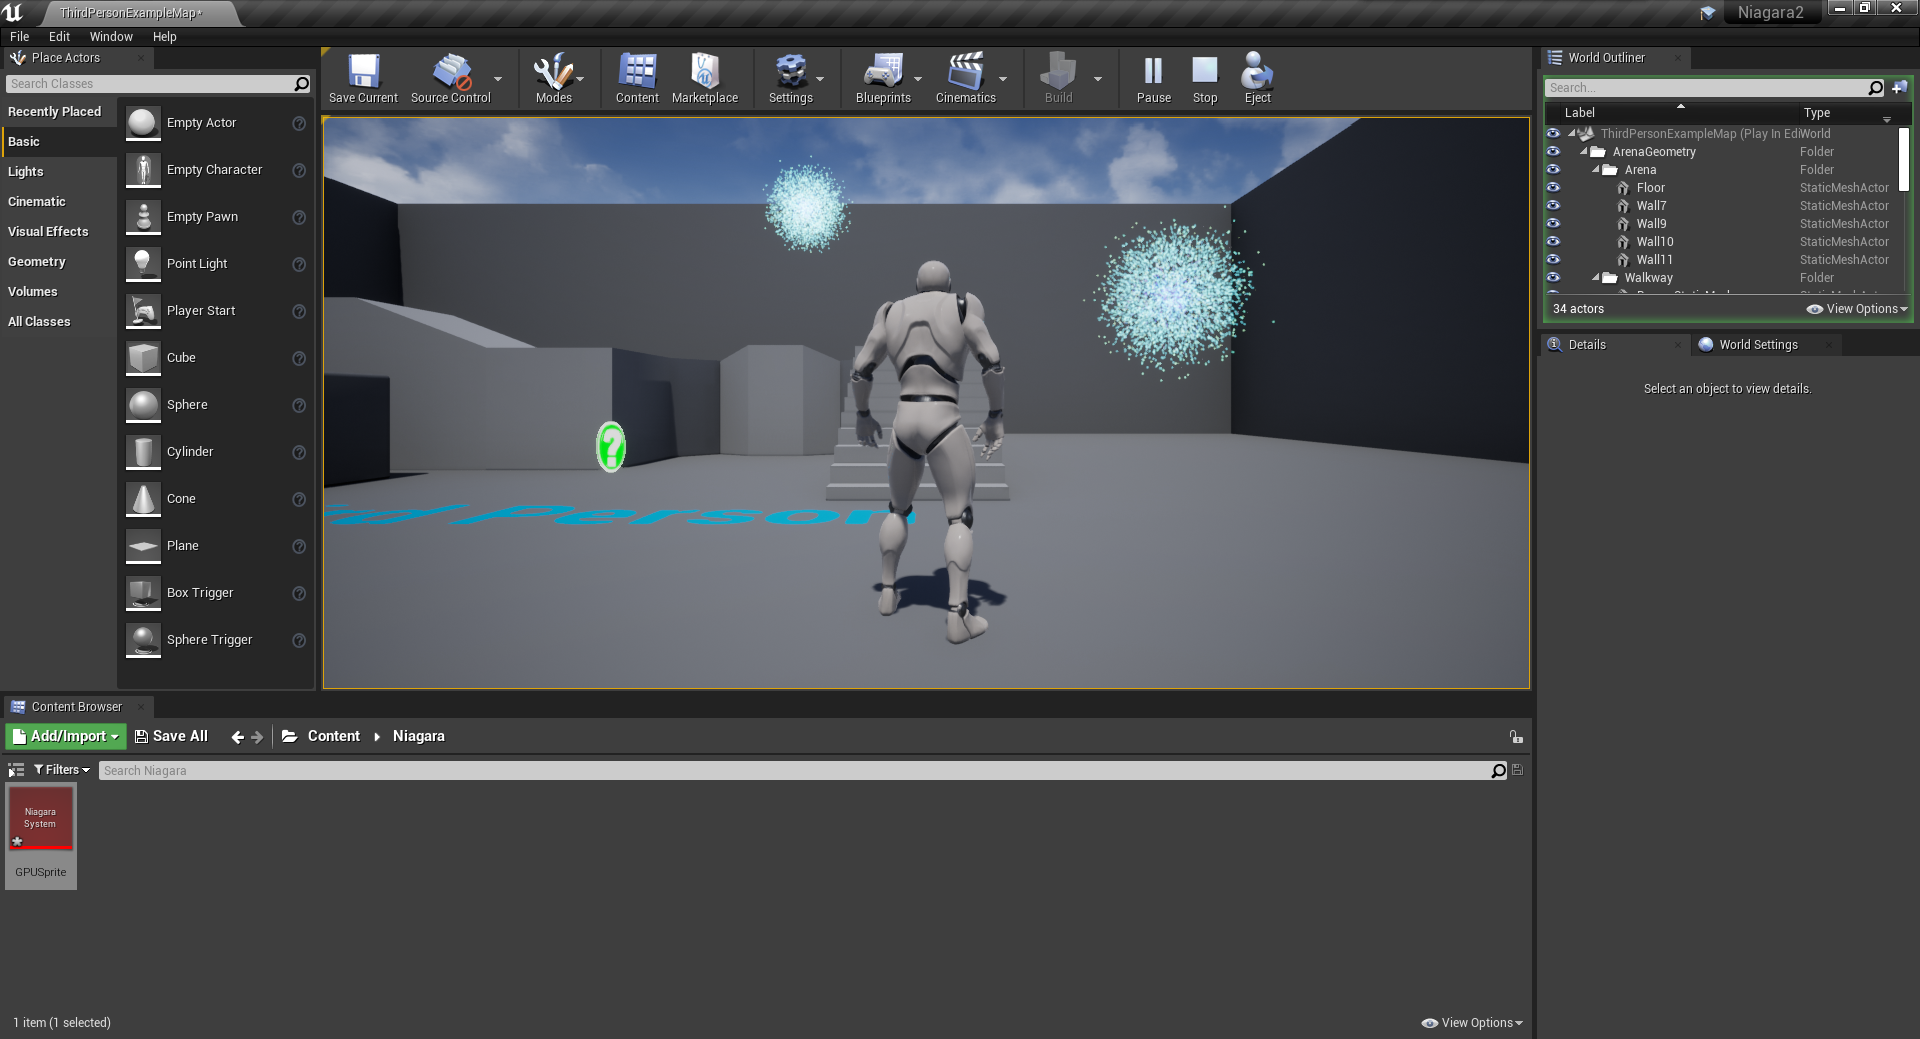 ThirdPersonExampleMap*
Niagara2
File Edit Window Help
Place Actors
Search Classes
Recently Placed
Basic
Lights
Cinematic
Visual Effects
Geometry
Volumes
All Classes
Empty Actor
Empty Character
Empty Pawn
Point Light
Player Start
Cube
Sphere
Cylinder
Cone
Plane
Box Trigger
Sphere Trigger
Save Current
Source Control
Modes
Content
Marketplace
Settings
Blueprints
Cinematics
Build
Pause
Stop
Eject
?
Person
World Outliner
Search...
Label Type
ThirdPersonExampleMap (Play In Edi World
ArenaGeometry Folder
Arena Folder
Floor StaticMeshActor
Wall7 StaticMeshActor
Wall9 StaticMeshActor
Wall10 StaticMeshActor
Wall11 StaticMeshActor
Walkway Folder
34 actors
View Options
Details
World Settings
Select an object to view details.
Content Browser
Add/Import
Save All
Content
Niagara
Filters
Search Niagara
Niagara
System
GPUSprite
1 item (1 selected)
View Options